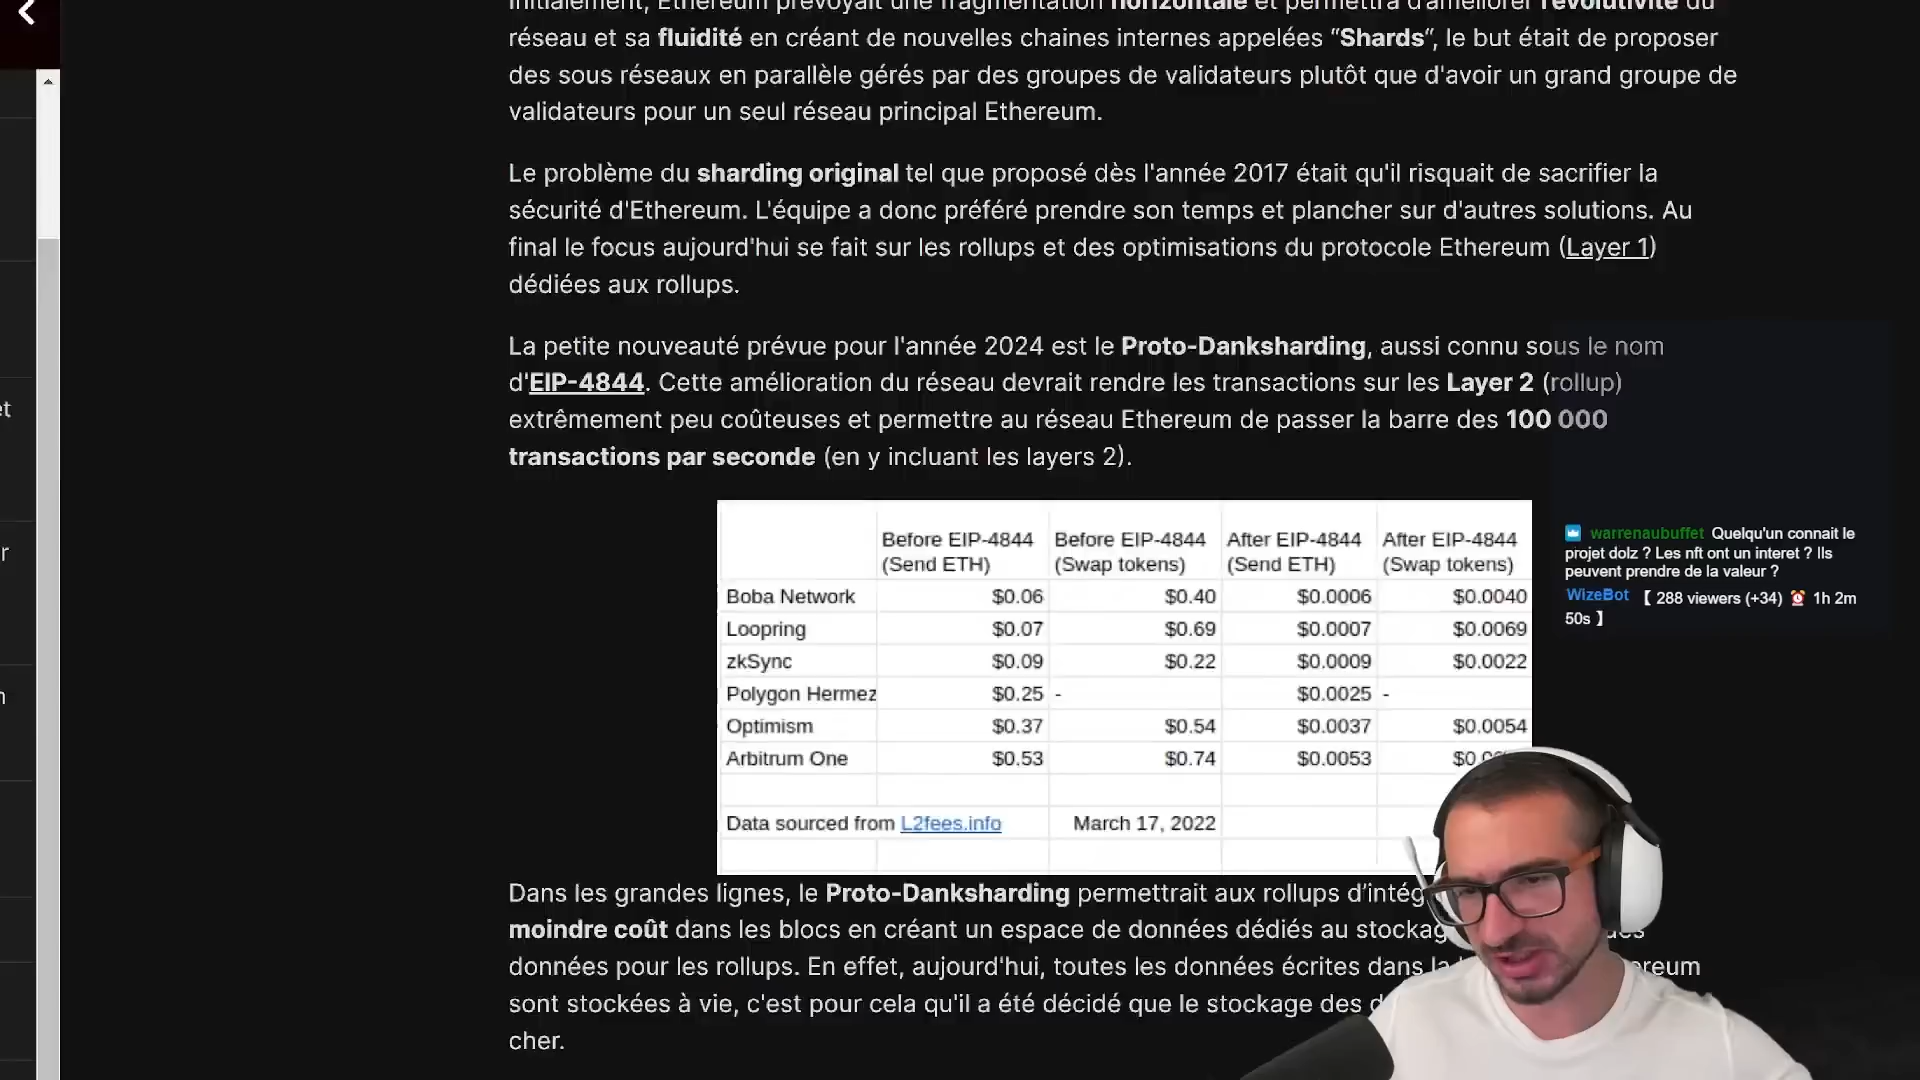 Initialement, Ethereum prévoyait une fragmentation horizontale et permettra d'améliorer l'évolutivité du
réseau et sa fluidité en créant de nouvelles chaines internes appelées “Shards“, le but était de proposer
des sous réseaux en parallèle gérés par des groupes de validateurs plutôt que d'avoir un grand groupe de
validateurs pour un seul réseau principal Ethereum.
Le problème du sharding original tel que proposé dès l'année 2017 était qu'il risquait de sacrifier la
sécurité d'Ethereum. L'équipe a donc préféré prendre son temps et plancher sur d'autres solutions. Au
final le focus aujourd'hui se fait sur les rollups et des optimisations du protocole Ethereum (Layer 1)
dédiées aux rollups.
La petite nouveauté prévue pour l'année 2024 est le Proto-Danksharding, aussi connu sous le nom
d'EIP-4844. Cette amélioration du réseau devrait rendre les transactions sur les Layer 2 (rollup)
extrêmement peu coûteuses et permettre au réseau Ethereum de passer la barre des 100 000
transactions par seconde (en y incluant les layers 2).
Before EIP-4844 (Send ETH) Before EIP-4844 (Swap tokens) After EIP-4844 (Send ETH) After EIP-4844 (Swap tokens)
Boba Network $0.06 $0.40 $0.0006 $0.0040
Loopring $0.07 $0.69 $0.0007 $0.0069
zkSync $0.09 $0.22 $0.0009 $0.0022
Polygon Hermez $0.25 - $0.0025 -
Optimism $0.37 $0.54 $0.0037 $0.0054
Arbitrum One $0.53 $0.74 $0.0053
Data sourced from L2fees.info March 17, 2022
Dans les grandes lignes, le Proto-Danksharding permettrait aux rollups d’intég
moindre coût dans les blocs en créant un espace de données dédiés au stockag
données pour les rollups. En effet, aujourd'hui, toutes les données écrites dans la ereum
sont stockées à vie, c'est pour cela qu'il a été décidé que le stockage des d
cher.
warrenaubuffet Quelqu'un connait le
projet dolz ? Les nft ont un interet ? Ils
peuvent prendre de la valeur ?
WizeBot 【 288 viewers (+34) ⏰ 1h 2m
50s 】